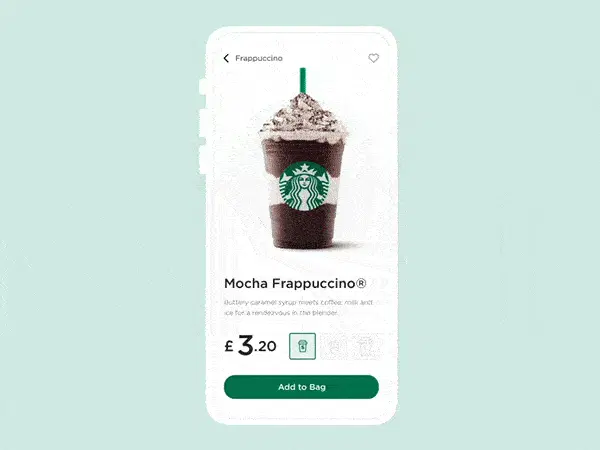 Frappuccino
Mocha Frappuccino®
Buttery caramel syrup meets coffee, milk and
ice for a rendezvous in the blender.
£ 3.20
Add to Bag